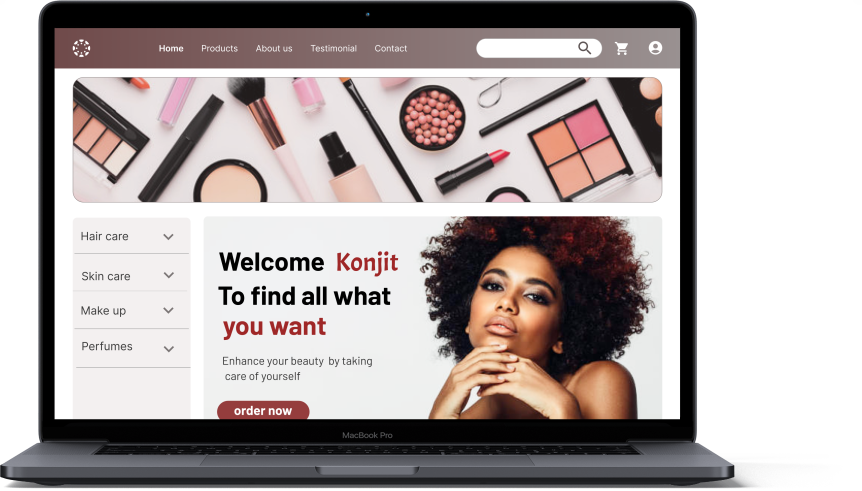 Home Products About us Testimonial Contact
Hair care
Skin care
Make up
Perfumes
Welcome Konjit
To find all what
you want
Enhance your beauty by taking
care of yourself
order now
MacBook Pro